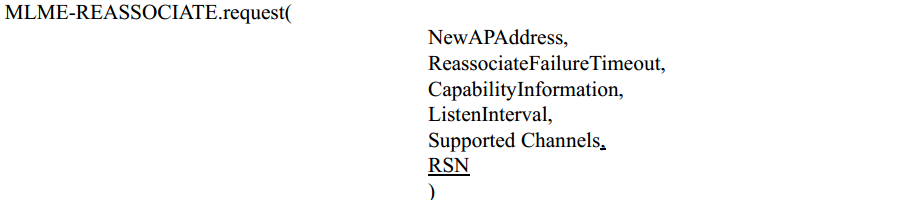 MLME-REASSOCIATE.request(
NewAPAddress,
ReassociateFailureTimeout,
CapabilityInformation,
ListenInterval,
Supported Channels,
RSN
)